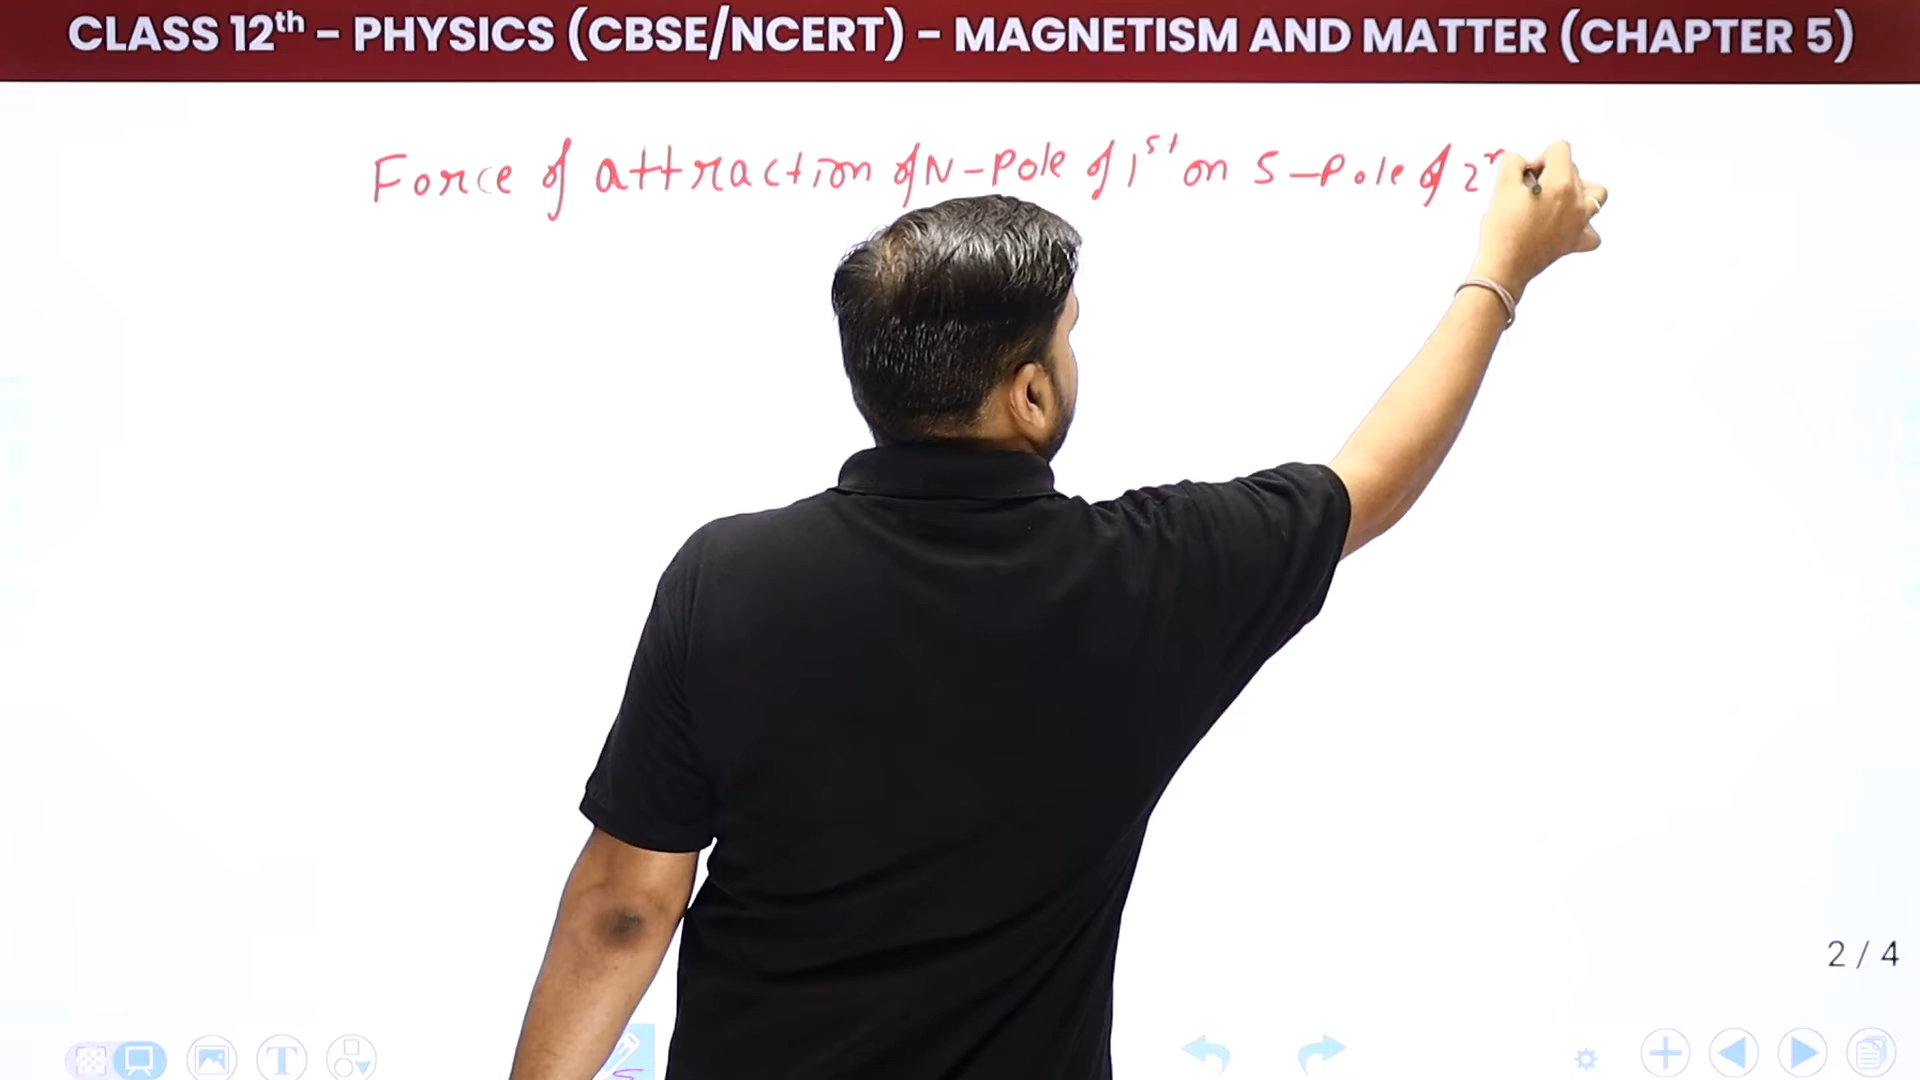 CLASS 12th – PHYSICS (CBSE/NCERT) – MAGNETISM AND MATTER (CHAPTER 5)
Force of attraction of N-Pole of 1st on S-Pole of 2n
2 / 4